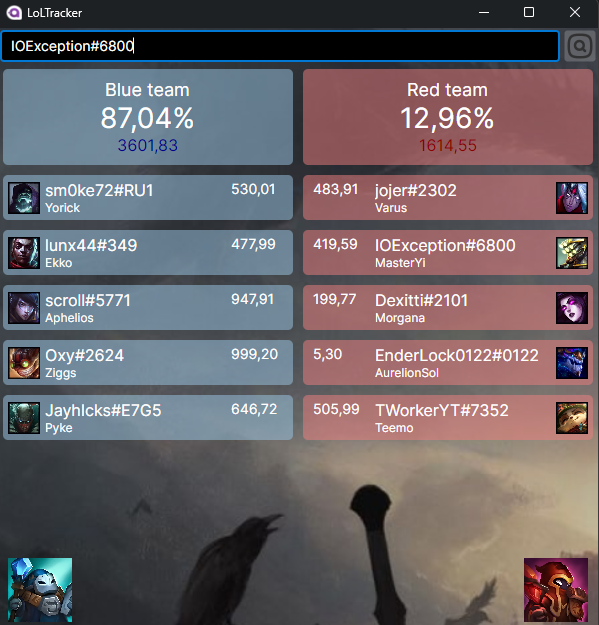 LoLTracker
IOException#6800
Blue team
87,04%
3601,83
Red team
12,96%
1614,55
sm0ke72#RU1 530,01
Yorick
483,91 jojer#2302
Varus
lunx44#349 477,99
Ekko
419,59 IOException#6800
MasterYi
scroll#5771 947,91
Aphelios
199,77 Dexitti#2101
Morgana
Oxy#2624 999,20
Ziggs
5,30 EnderLock0122#0122
AurelionSol
JayhIcks#E7G5 646,72
Pyke
505,99 TWorkerYT#7352
Teemo